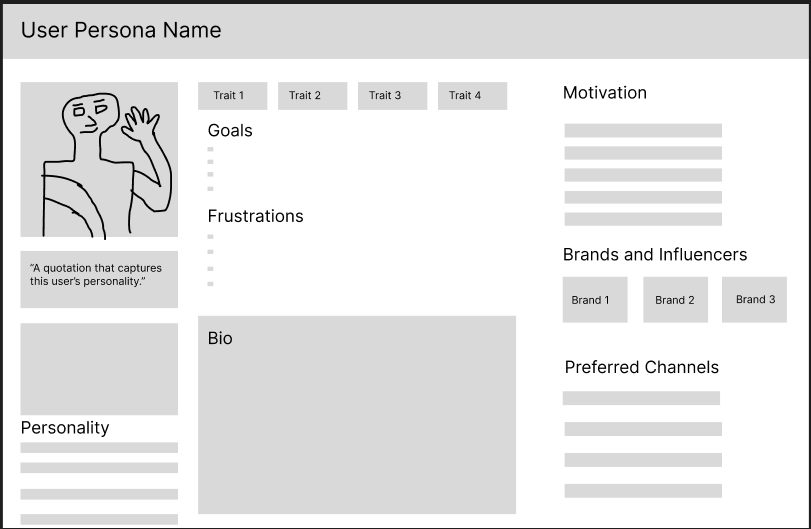 User Persona Name
Trait 1
Trait 2
Trait 3
Trait 4
Goals
Frustrations
“A quotation that captures
this user’s personality.”
Personality
Bio
Motivation
Brands and Influencers
Brand 1
Brand 2
Brand 3
Preferred Channels